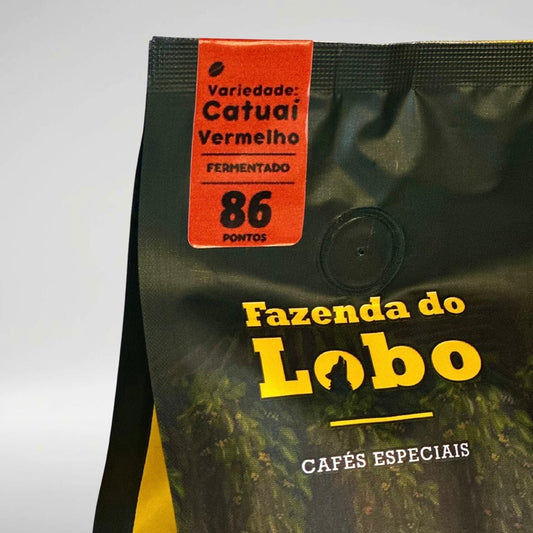 Variedade:
Catuaí
Vermelho
FERMENTADO
86
PONTOS
Fazenda do
Lobo
CAFÉS ESPECIAIS